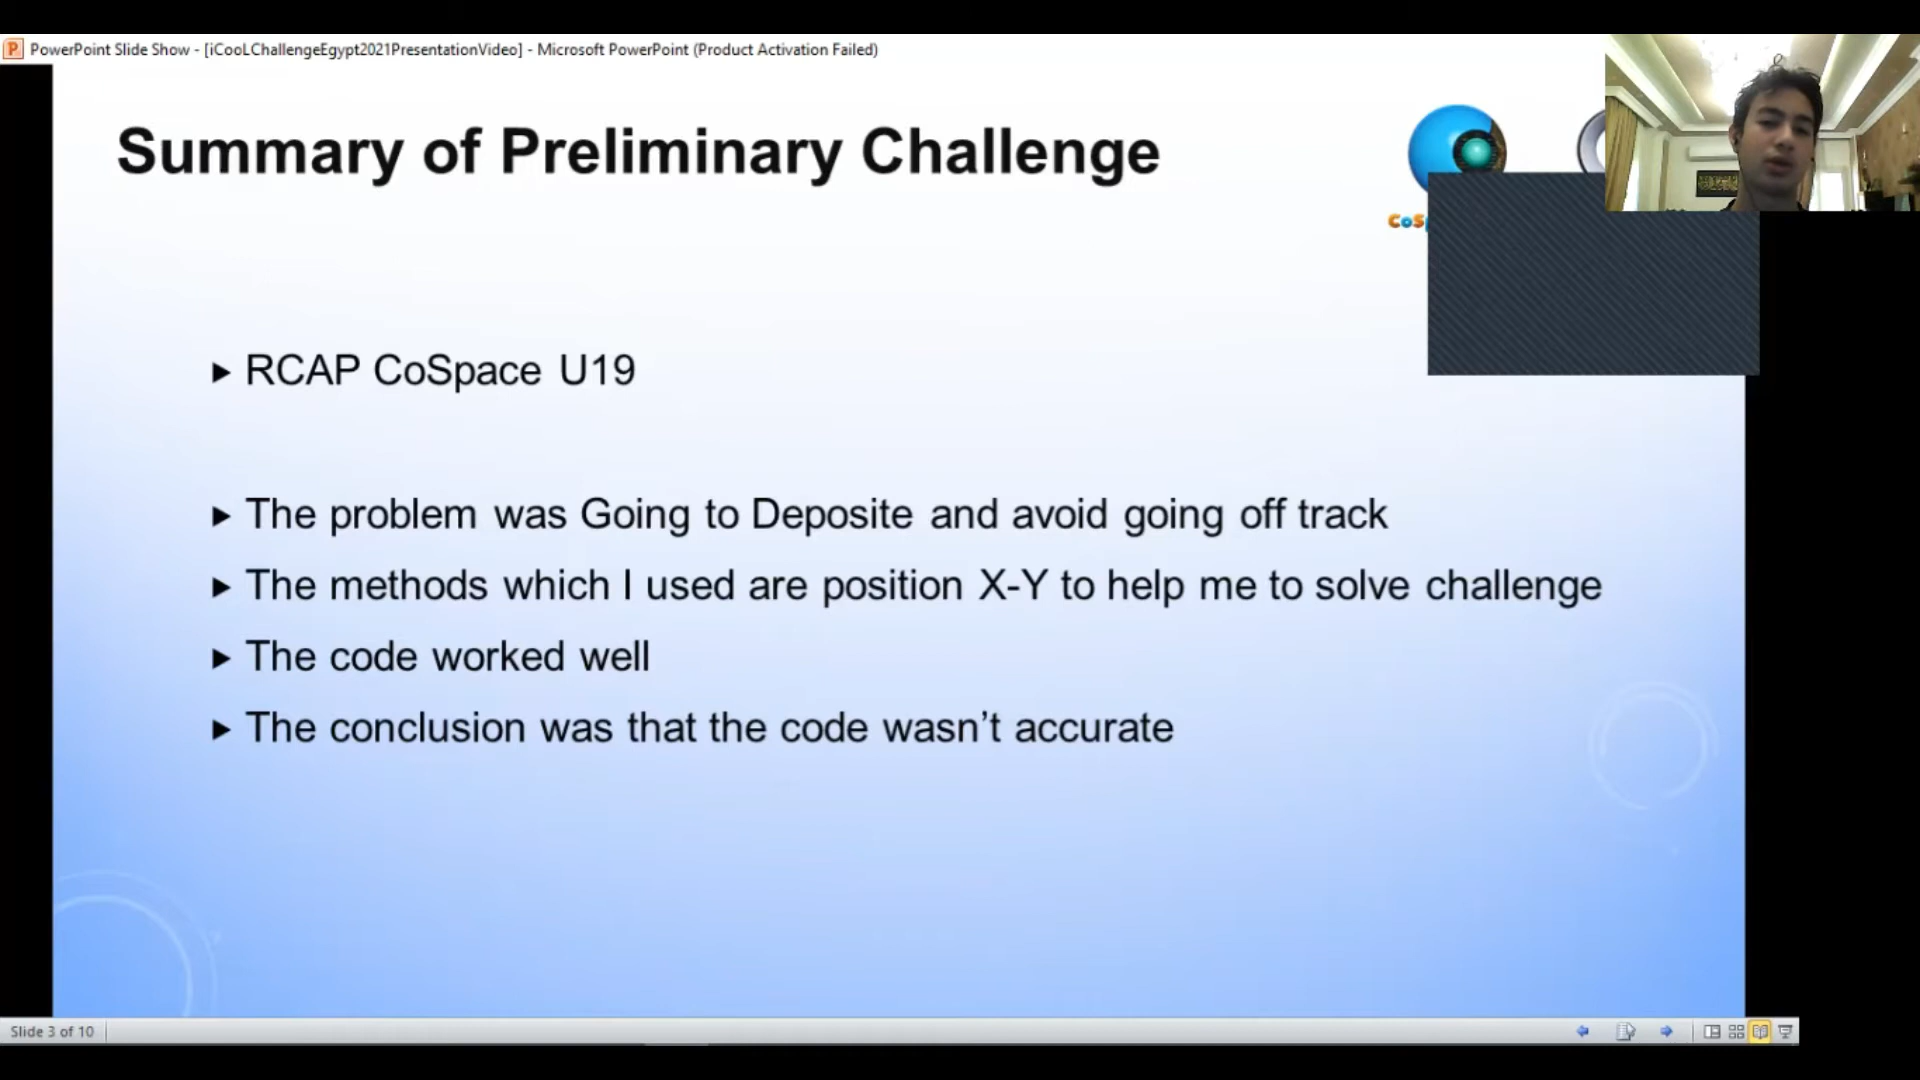 PowerPoint Slide Show - [iCooLChallengeEgypt2021PresentationVideo] - Microsoft PowerPoint (Product Activation Failed)
Summary of Preliminary Challenge
RCAP CoSpace U19
The problem was Going to Deposite and avoid going off track
The methods which I used are position X-Y to help me to solve challenge
The code worked well
The conclusion was that the code wasn’t accurate
Slide 3 of 10